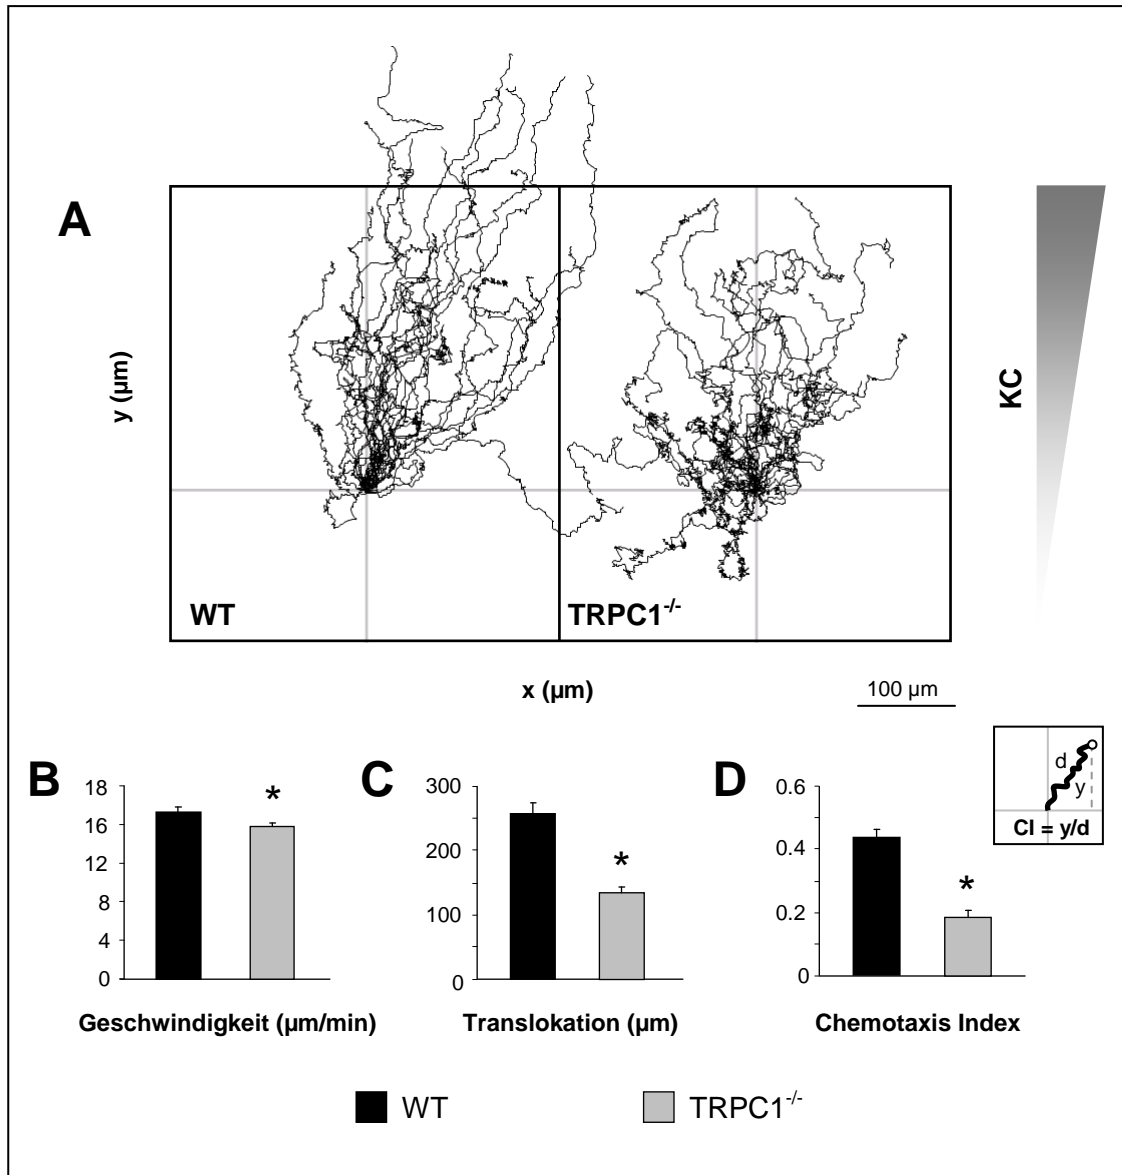 A
y (µm)
KC
WT
TRPC1-/-
x (µm)
100 µm
B
18
16
12
8
4
0
*
Geschwindigkeit (µm/min)
C
300
200
100
0
*
Translokation (µm)
D
0.6
0.4
0.2
0
*
Chemotaxis Index
d
y
CI = y/d
WT
TRPC1-/-